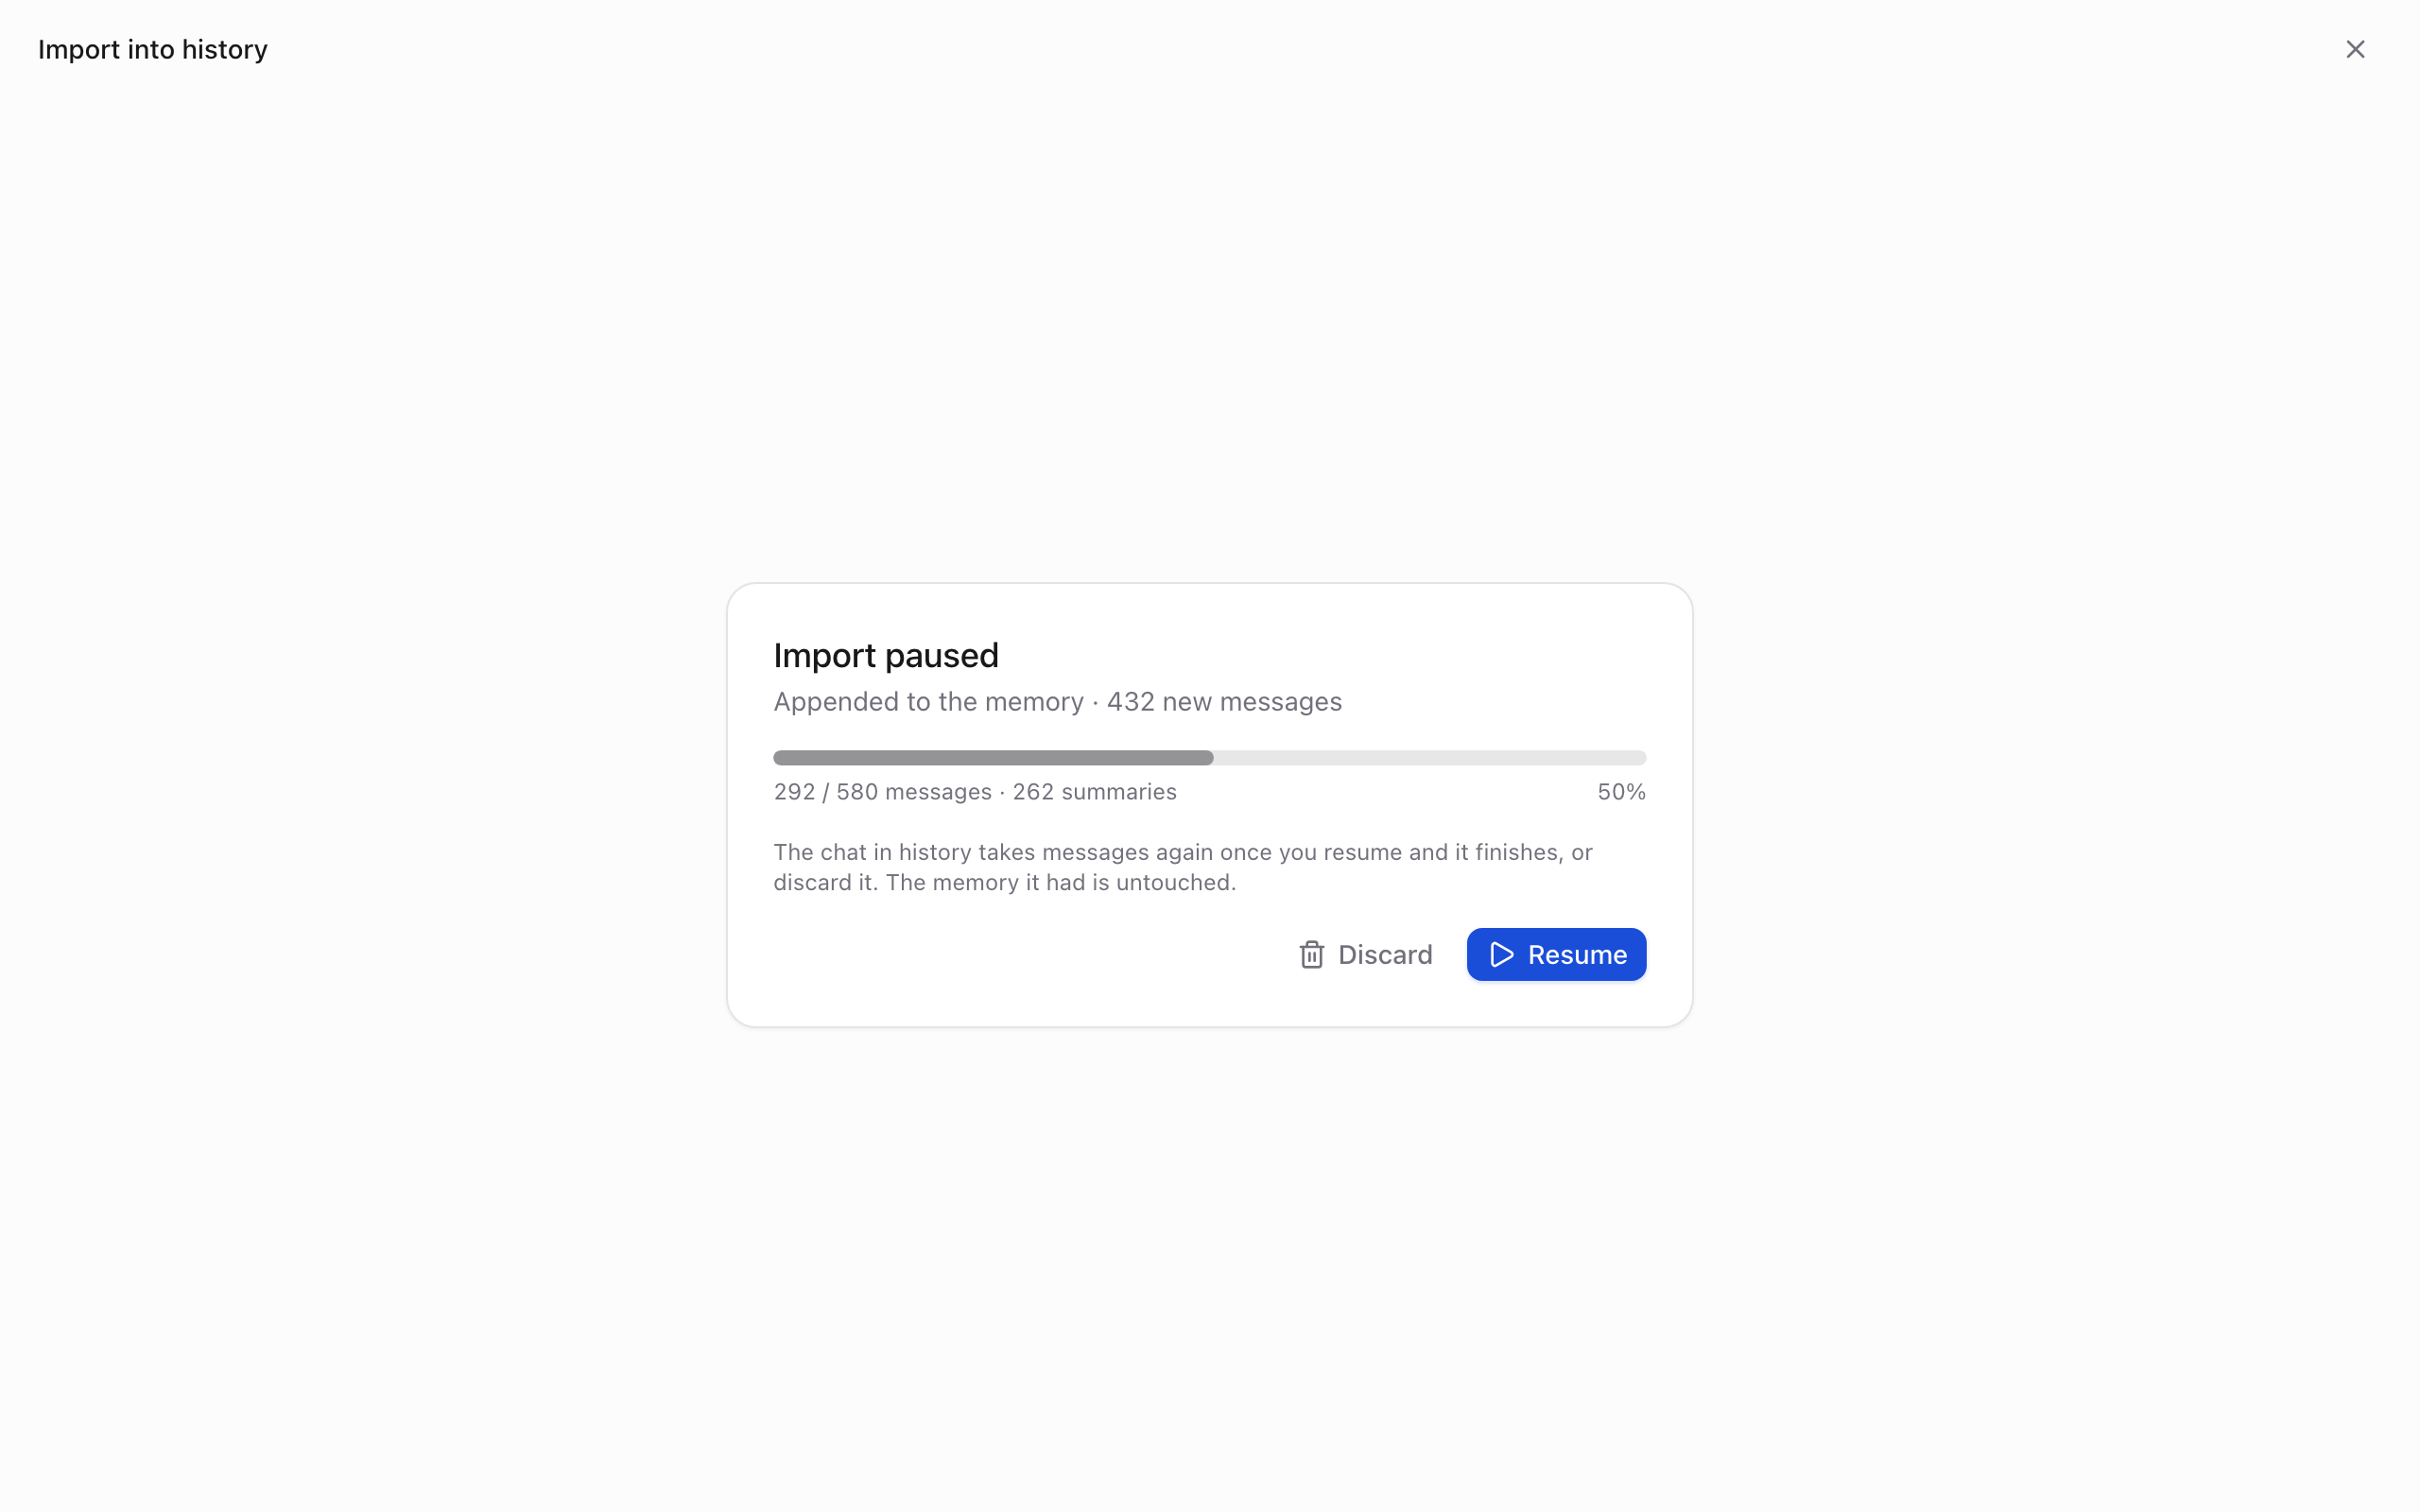 Import into history
Import paused
Appended to the memory · 432 new messages
292 / 580 messages · 262 summaries
50%
The chat in history takes messages again once you resume and it finishes, or
discard it. The memory it had is untouched.
Discard
Resume